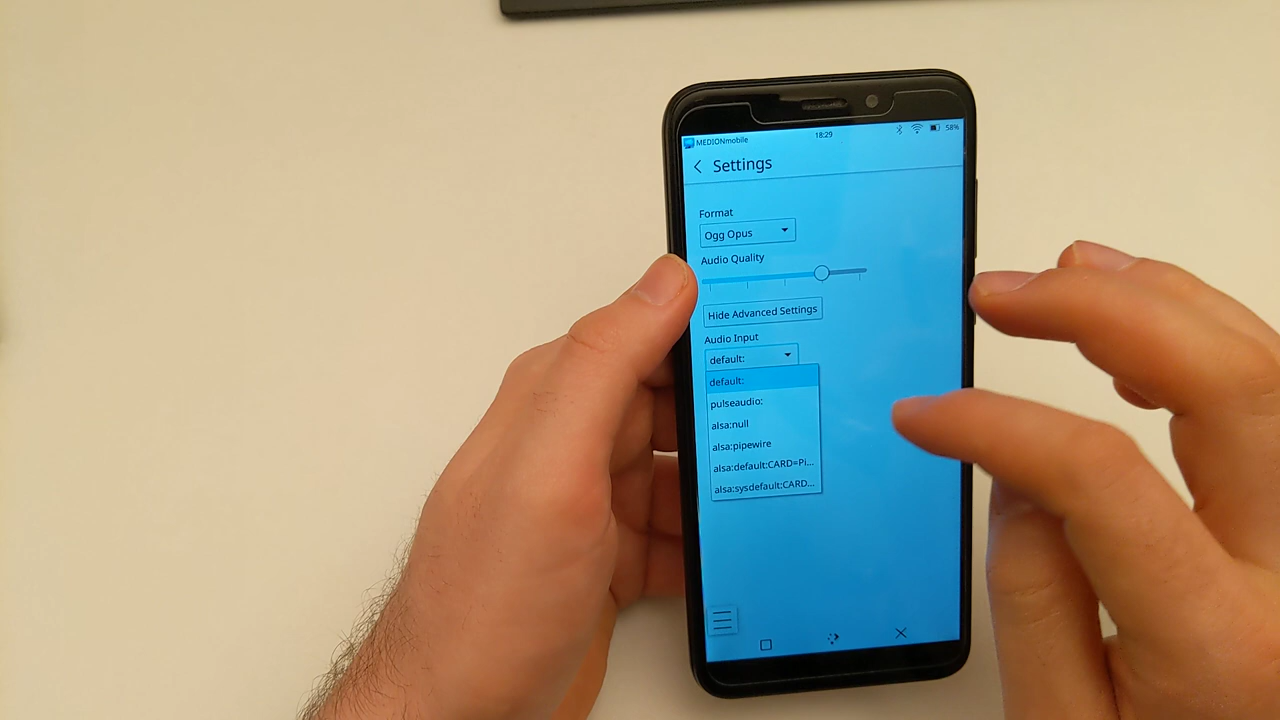 MEDIONmobile 18:29 58%
Settings
Format
Ogg Opus
Audio Quality
Hide Advanced Settings
Audio Input
default:
default:
pulseaudio:
alsa:null
alsa:pipewire
alsa:default:CARD=Pi...
alsa:sysdefault:CARD...